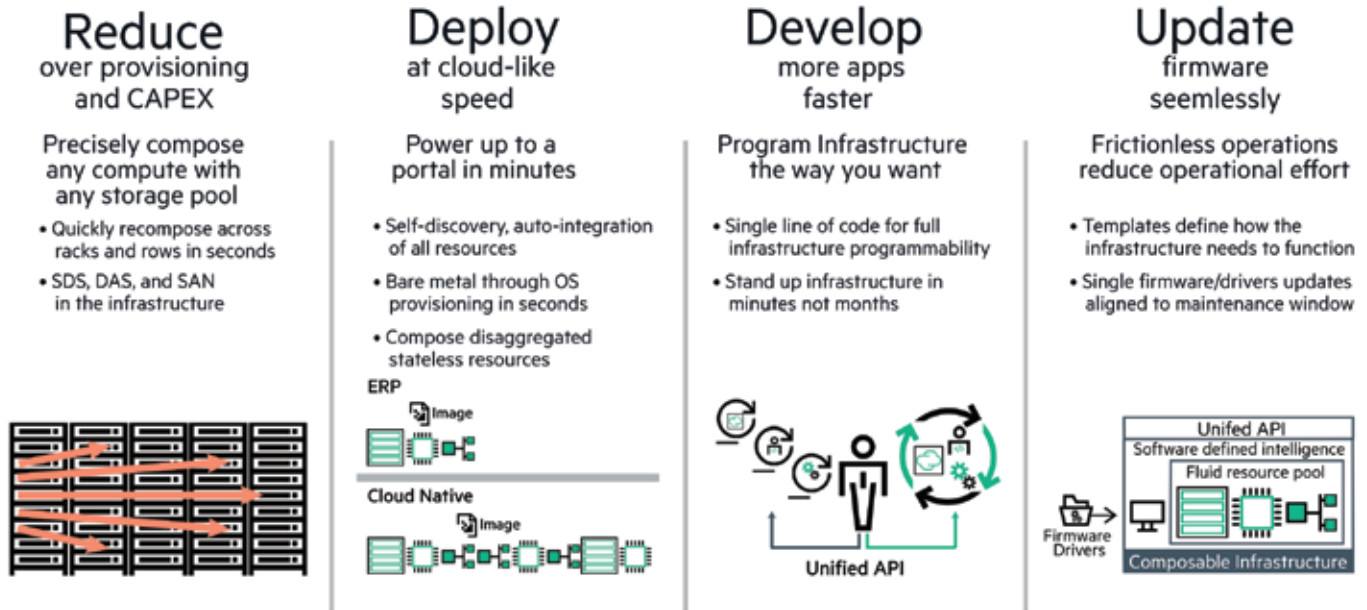 Reduce
over provisioning
and CAPEX
Precisely compose
any compute with
any storage pool
• Quickly recompose across
racks and rows in seconds
• SDS, DAS, and SAN
in the infrastructure
Deploy
at cloud-like
speed
Power up to a
portal in minutes
• Self-discovery, auto-integration
of all resources
• Bare metal through OS
provisioning in seconds
• Compose disaggregated
stateless resources
ERP
Image
Cloud Native
Image
Develop
more apps
faster
Program Infrastructure
the way you want
• Single line of code for full
infrastructure programmability
• Stand up infrastructure in
minutes not months
Unified API
Update
firmware
seemlessly
Frictionless operations
reduce operational effort
• Templates define how the
infrastructure needs to function
• Single firmware/drivers updates
aligned to maintenance window
Unifed API
Software defined intelligence
Fluid resource pool
Firmware
Drivers
Composable Infrastructure